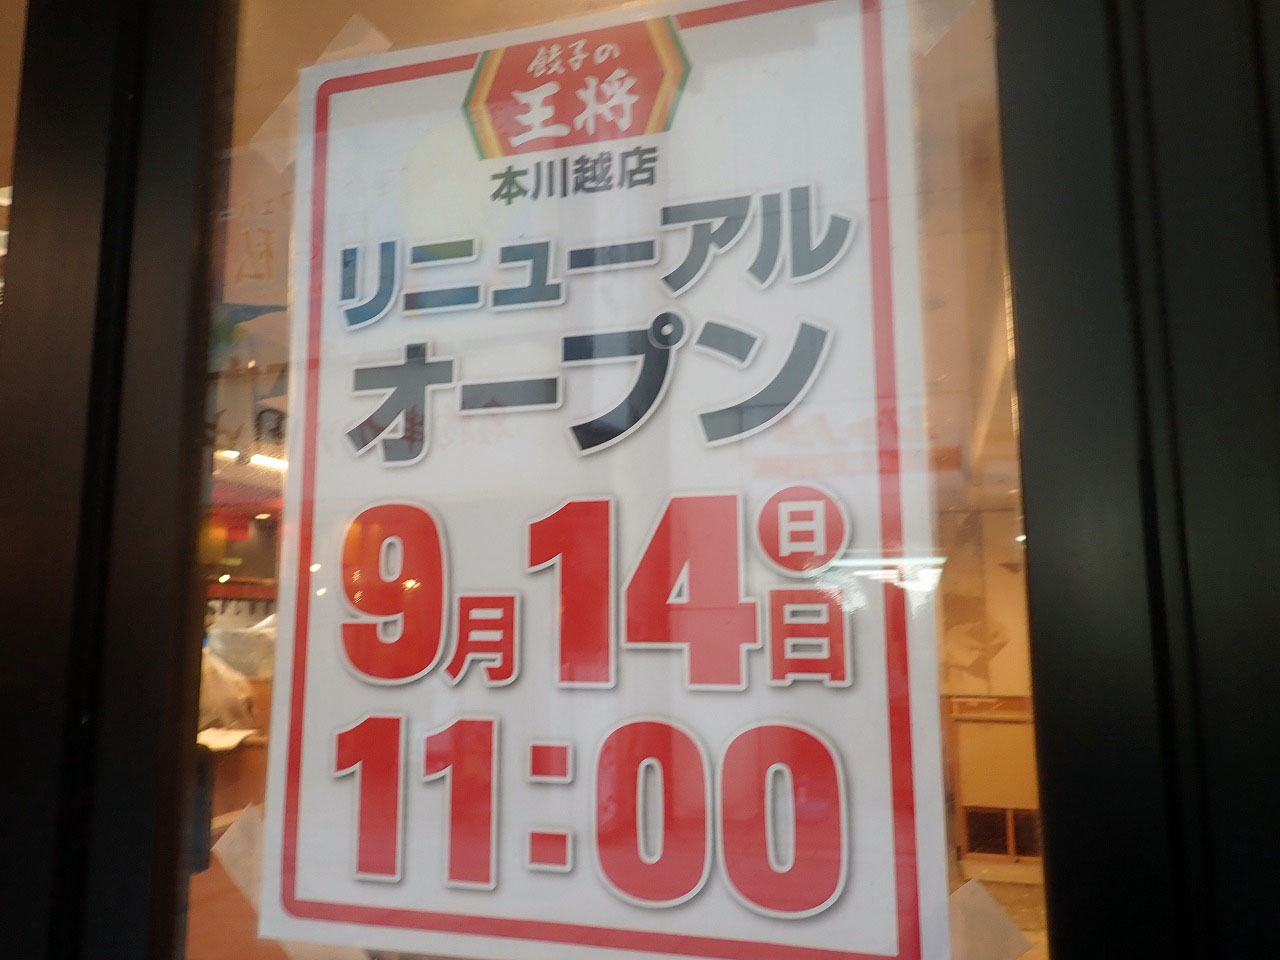 餃子の
王将
本川越店
リニューアル
オープン
9月14日 日
11:00